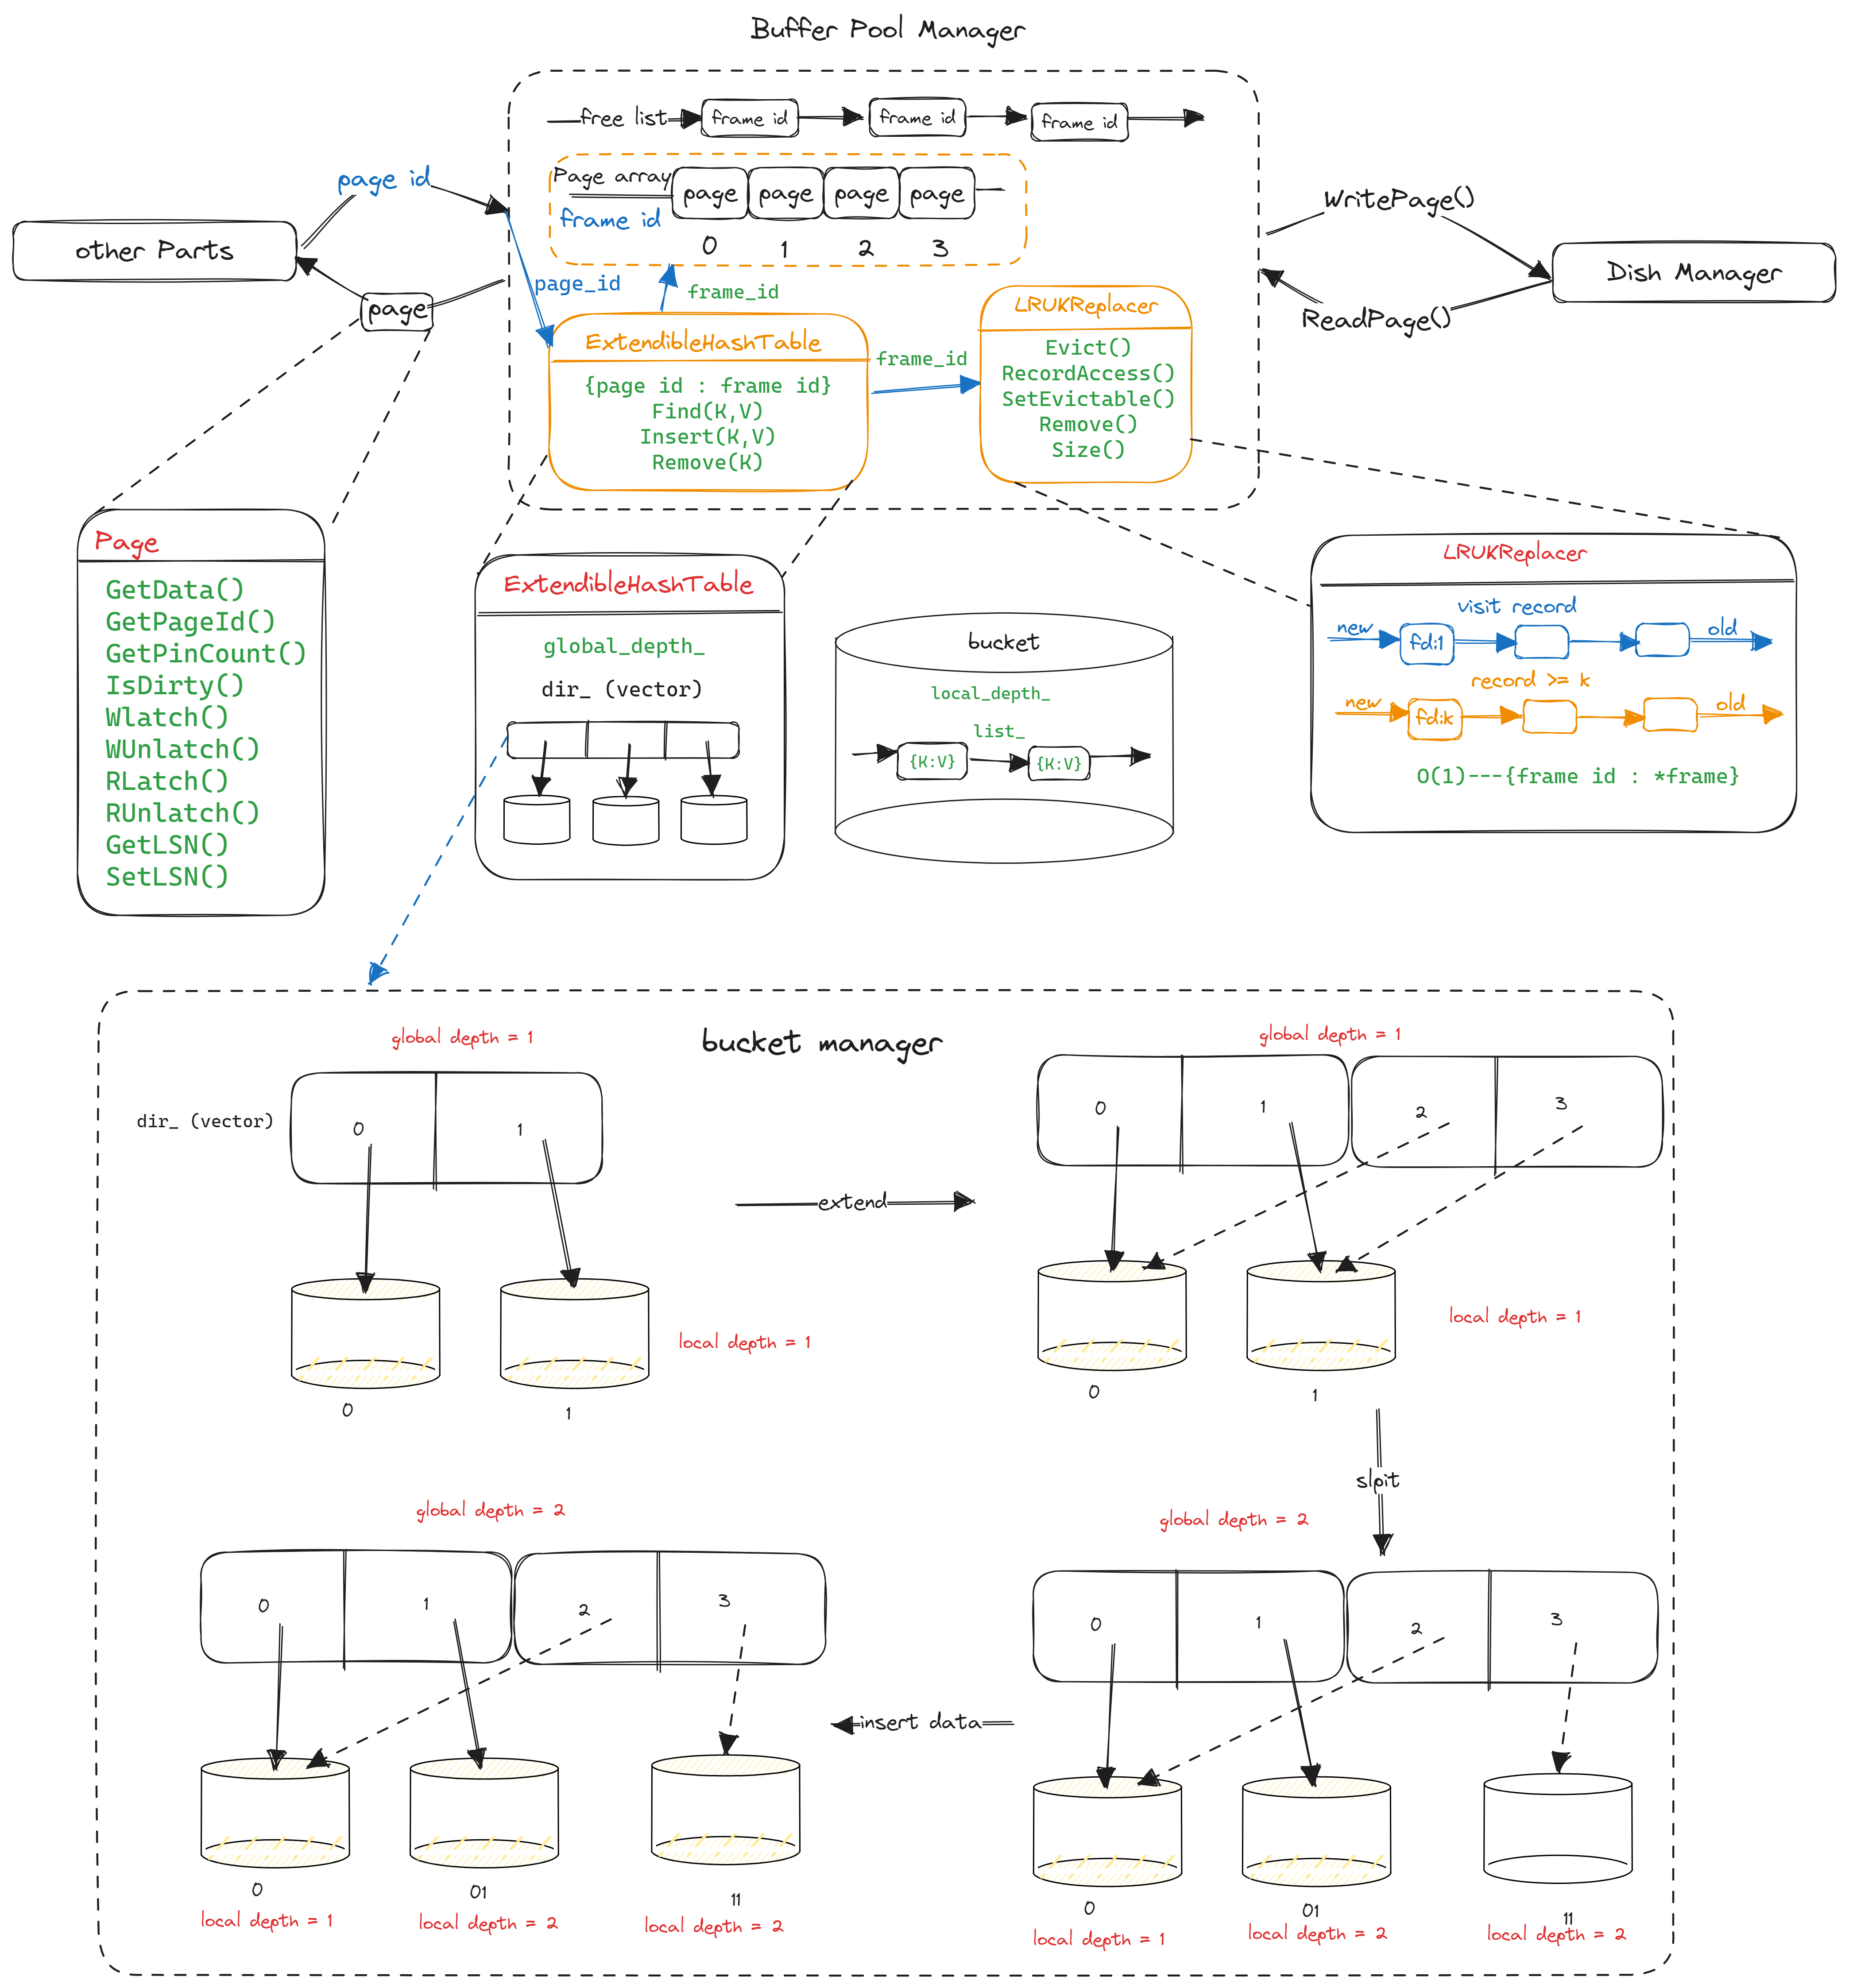 Buffer Pool Manager
free list
frame id
frame id
frame id
Page array
page
page
page
page
frame id
0
1
2
3
page id
other Parts
page
page_id
frame_id
ExtendibleHashTable
{page id : frame id}
Find(K,V)
Insert(K,V)
Remove(K)
frame_id
LRUKReplacer
Evict()
RecordAccess()
SetEvictable()
Remove()
Size()
WritePage()
Dish Manager
ReadPage()
Page
GetData()
GetPageId()
GetPinCount()
IsDirty()
Wlatch()
WUnlatch()
RLatch()
RUnlatch()
GetLSN()
SetLSN()
ExtendibleHashTable
global_depth_
dir_ (vector)
bucket
local_depth_
list_
{K:V}
{K:V}
LRUKReplacer
visit record
new
fd:1
old
record >= k
new
fd:k
old
O(1)---{frame id : *frame}
bucket manager
global depth = 1
dir_ (vector)
0
1
local depth = 1
0
1
extend
global depth = 1
0
1
2
3
local depth = 1
0
1
slpit
global depth = 2
0
1
2
3
0
01
11
local depth = 1
local depth = 2
local depth = 2
insert data
global depth = 2
0
1
2
3
0
01
11
local depth = 1
local depth = 2
local depth = 2